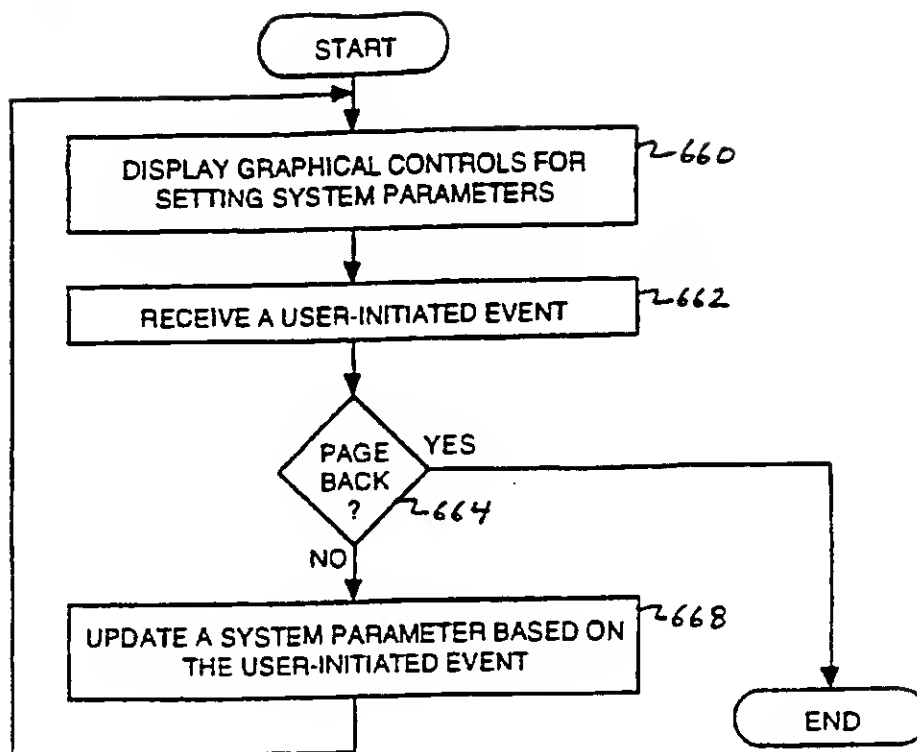 START
DISPLAY GRAPHICAL CONTROLS FOR
SETTING SYSTEM PARAMETERS
660
RECEIVE A USER-INITIATED EVENT
662
PAGE
BACK
?
YES
664
NO
UPDATE A SYSTEM PARAMETER BASED ON
THE USER-INITIATED EVENT
668
END